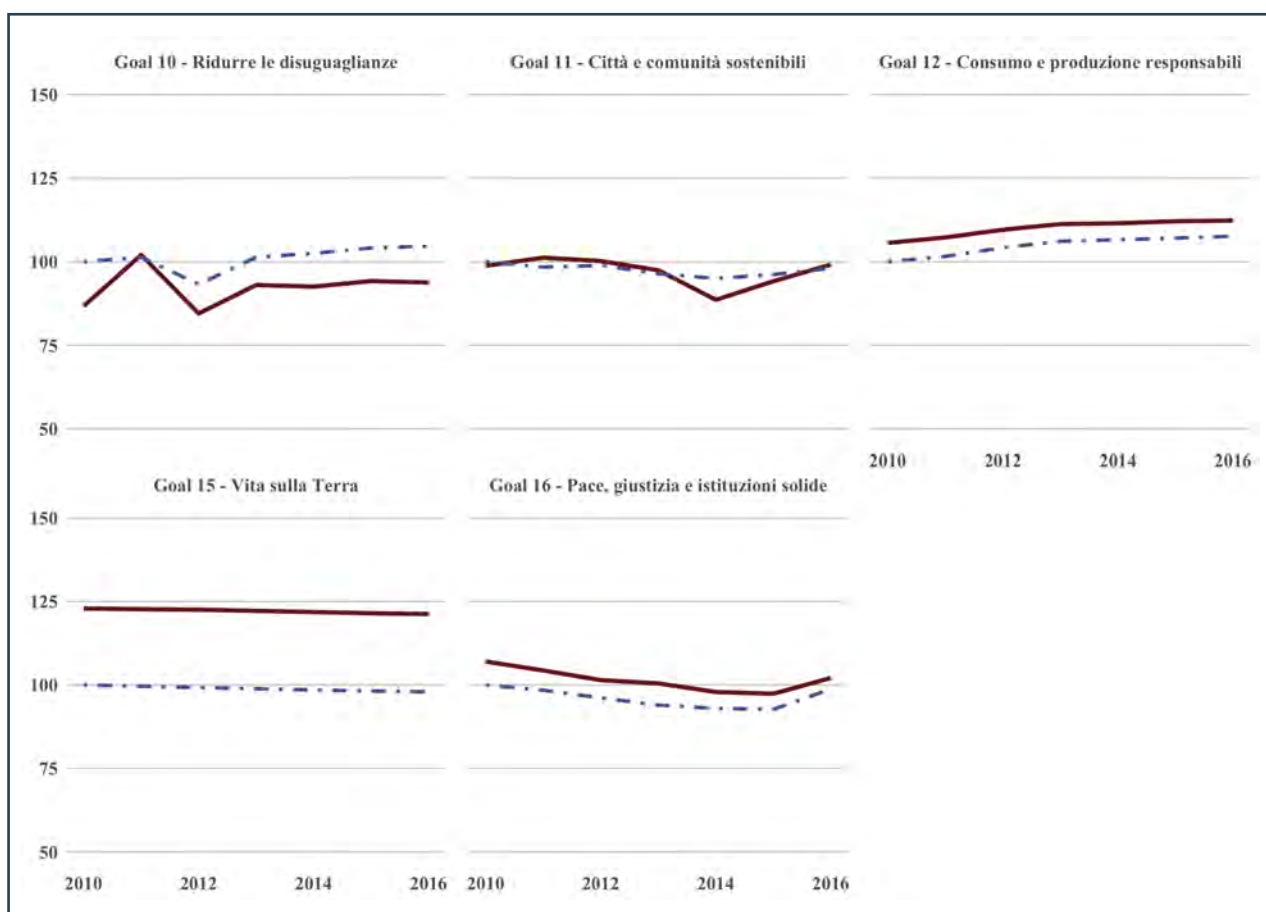 Goal 10 - Ridurre le disuguaglianze
Goal 11 - Città e comunità sostenibili
Goal 12 - Consumo e produzione responsabili
150
125
100
75
50
2010 2012 2014 2016
Goal 15 - Vita sulla Terra
Goal 16 - Pace, giustizia e istituzioni solide
150
125
100
75
50
2010 2012 2014 2016
2010 2012 2014 2016